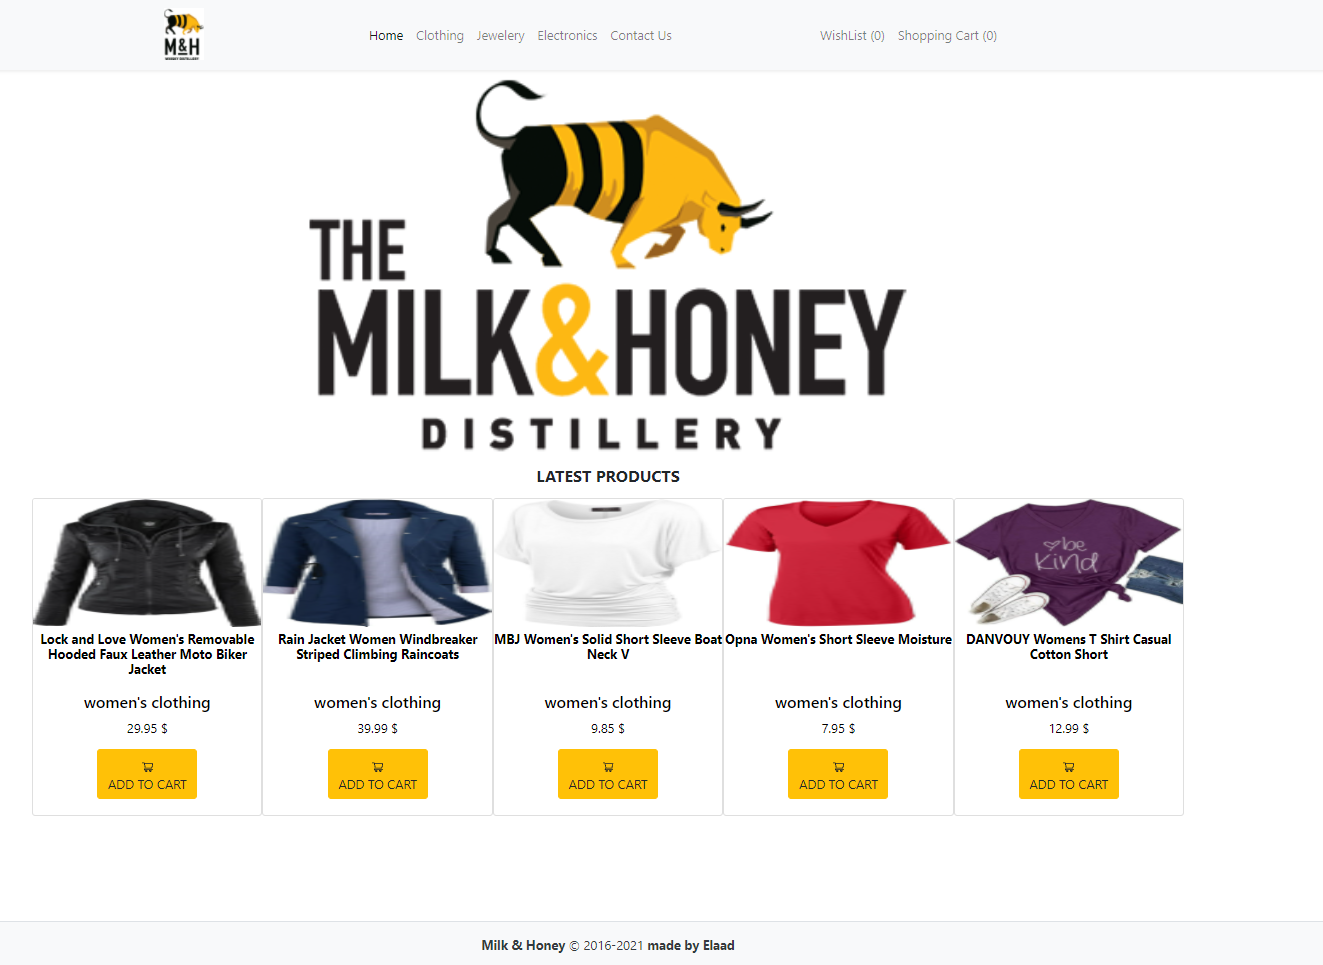 M&H
Home Clothing Jewelery Electronics Contact Us WishList (0) Shopping Cart (0)
THE
MILK&HONEY
DISTILLERY
LATEST PRODUCTS
be
kind
Lock and Love Women's Removable
Hooded Faux Leather Moto Biker
Jacket
women's clothing
29.95 $
ADD TO CART
Rain Jacket Women Windbreaker
Striped Climbing Raincoats
women's clothing
39.99 $
ADD TO CART
MBJ Women's Solid Short Sleeve Boat
Neck V
women's clothing
9.85 $
ADD TO CART
Opna Women's Short Sleeve Moisture
women's clothing
7.95 $
ADD TO CART
DANVOUY Womens T Shirt Casual
Cotton Short
women's clothing
12.99 $
ADD TO CART
Milk & Honey © 2016-2021 made by Elaad